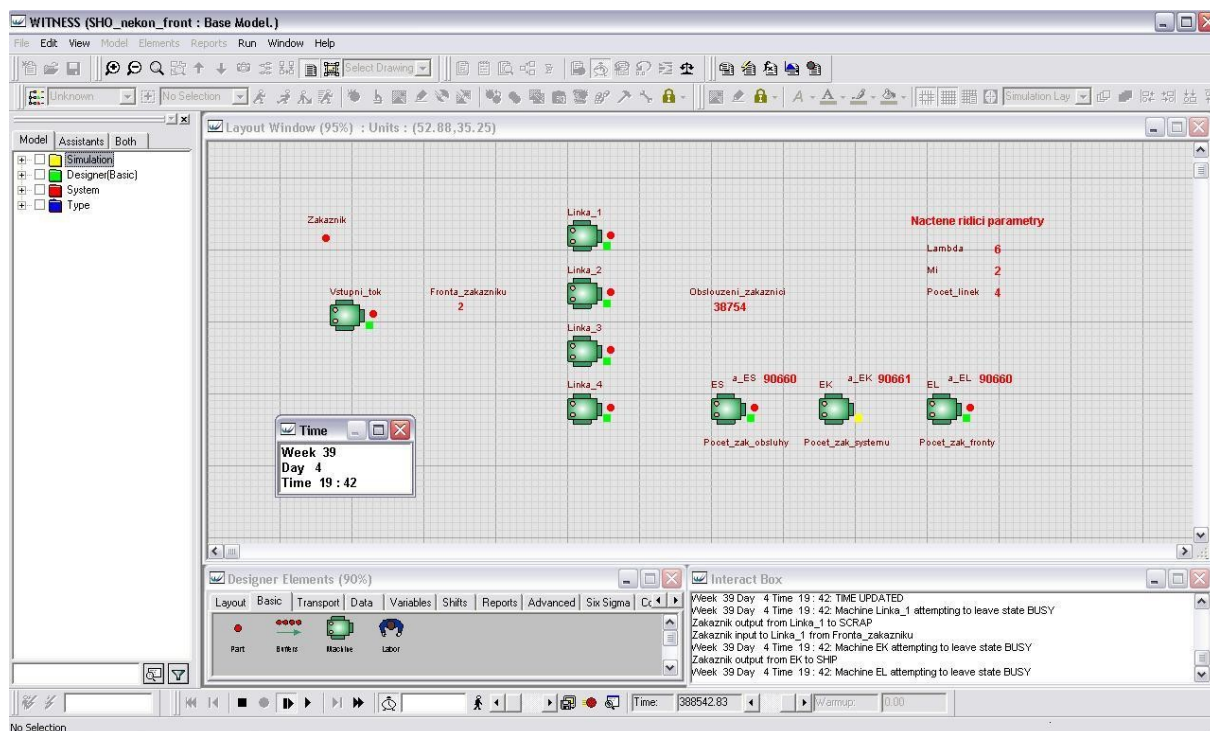 WITNESS (SHO_nekon_front : Base Model.)
File Edit View Model Elements Reports Run Window Help
Select Drawing
Unknown No Selection Simulation Lay
Model Assistants Both
Simulation
Designer(Basic)
System
Type
Layout Window (95%) : Units : (52.88,35.25)
Zakaznik
Linka_1
Nactene ridici parametry
Lambda 6
Linka_2
Mi 2
Vstupni_tok Fronta_zakazniku Obslouzeni_zakaznici Pocet_linek 4
2 38754
Linka_3
Linka_4
ES a_ES 90660 EK a_EK 90661 EL a_EL 90660
Pocet_zak_obsluhy Pocet_zak_systemu Pocet_zak_fronty
Time
Week 39
Day 4
Time 19 : 42
Designer Elements (90%)
Layout Basic Transport Data Variables Shifts Reports Advanced Six Sigma
Part Buffers Machine Labor
Interact Box
Week 39 Day 4 Time 19 : 42: TIME UPDATED
Week 39 Day 4 Time 19 : 42: Machine Linka_1 attempting to leave state BUSY
Zakaznik output from Linka_1 to SCRAP
Zakaznik input to Linka_1 from Fronta_zakazniku
Week 39 Day 4 Time 19 : 42: Machine EK attempting to leave state BUSY
Zakaznik output from EK to SHIP
Week 39 Day 4 Time 19 : 42: Machine EL attempting to leave state BUSY
Time: 388542.83 Warmup: 0.00
No Selection